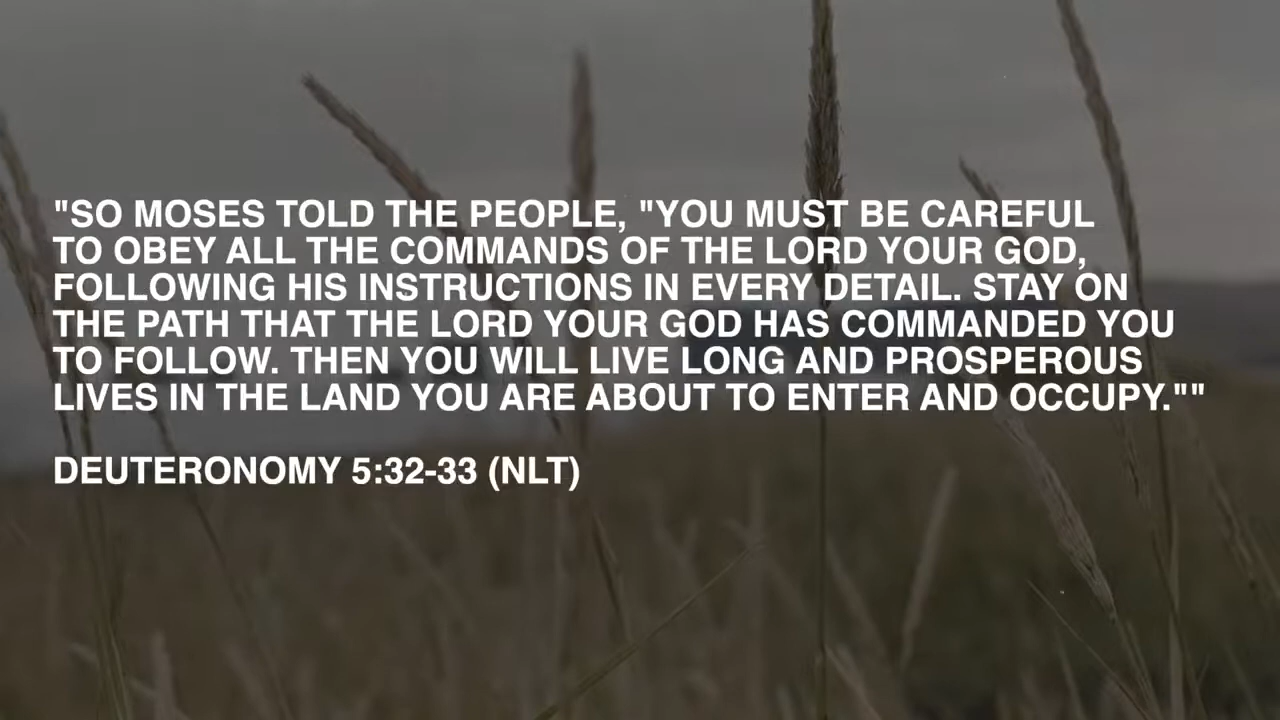 "SO MOSES TOLD THE PEOPLE, "YOU MUST BE CAREFUL
TO OBEY ALL THE COMMANDS OF THE LORD YOUR GOD,
FOLLOWING HIS INSTRUCTIONS IN EVERY DETAIL. STAY ON
THE PATH THAT THE LORD YOUR GOD HAS COMMANDED YOU
TO FOLLOW. THEN YOU WILL LIVE LONG AND PROSPEROUS
LIVES IN THE LAND YOU ARE ABOUT TO ENTER AND OCCUPY.""
DEUTERONOMY 5:32-33 (NLT)